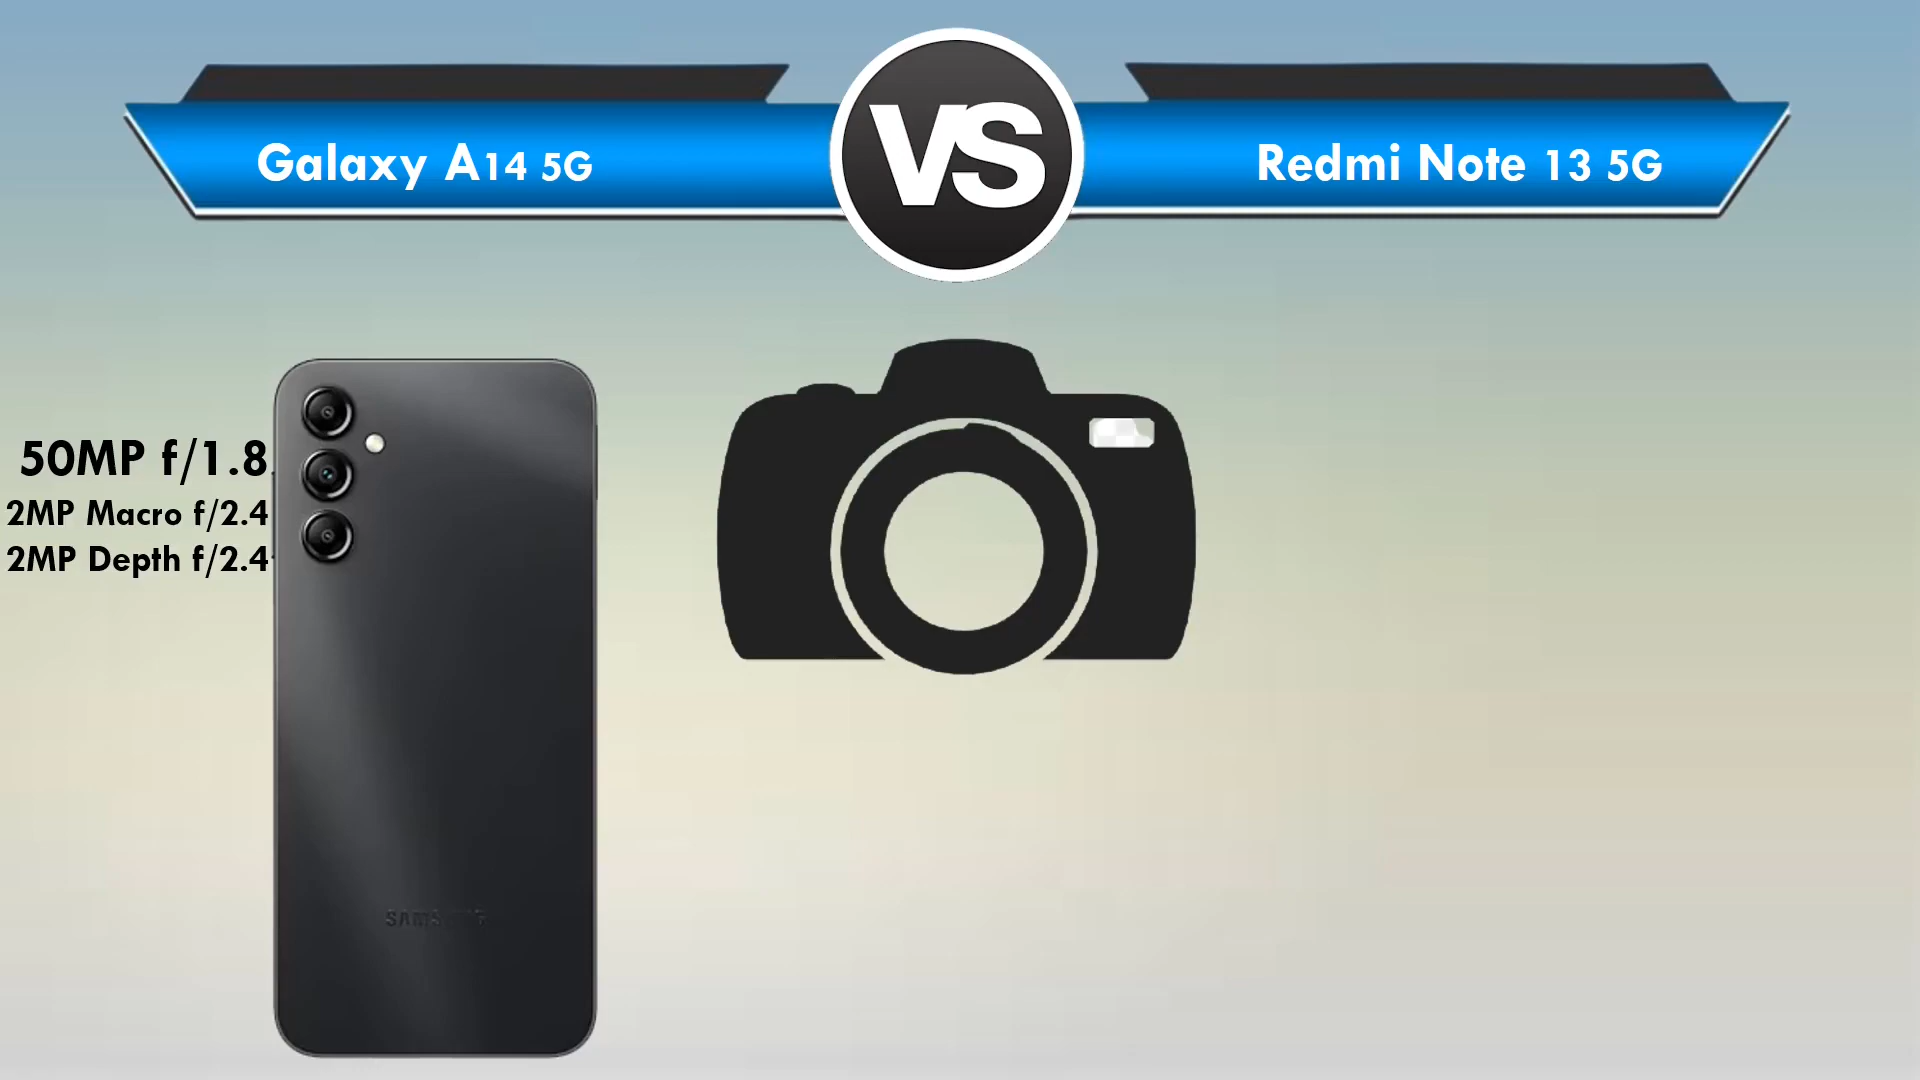 Galaxy A14 5G
VS
Redmi Note 13 5G
50MP f/1.8
2MP Macro f/2.4
2MP Depth f/2.4
SAMSUNG